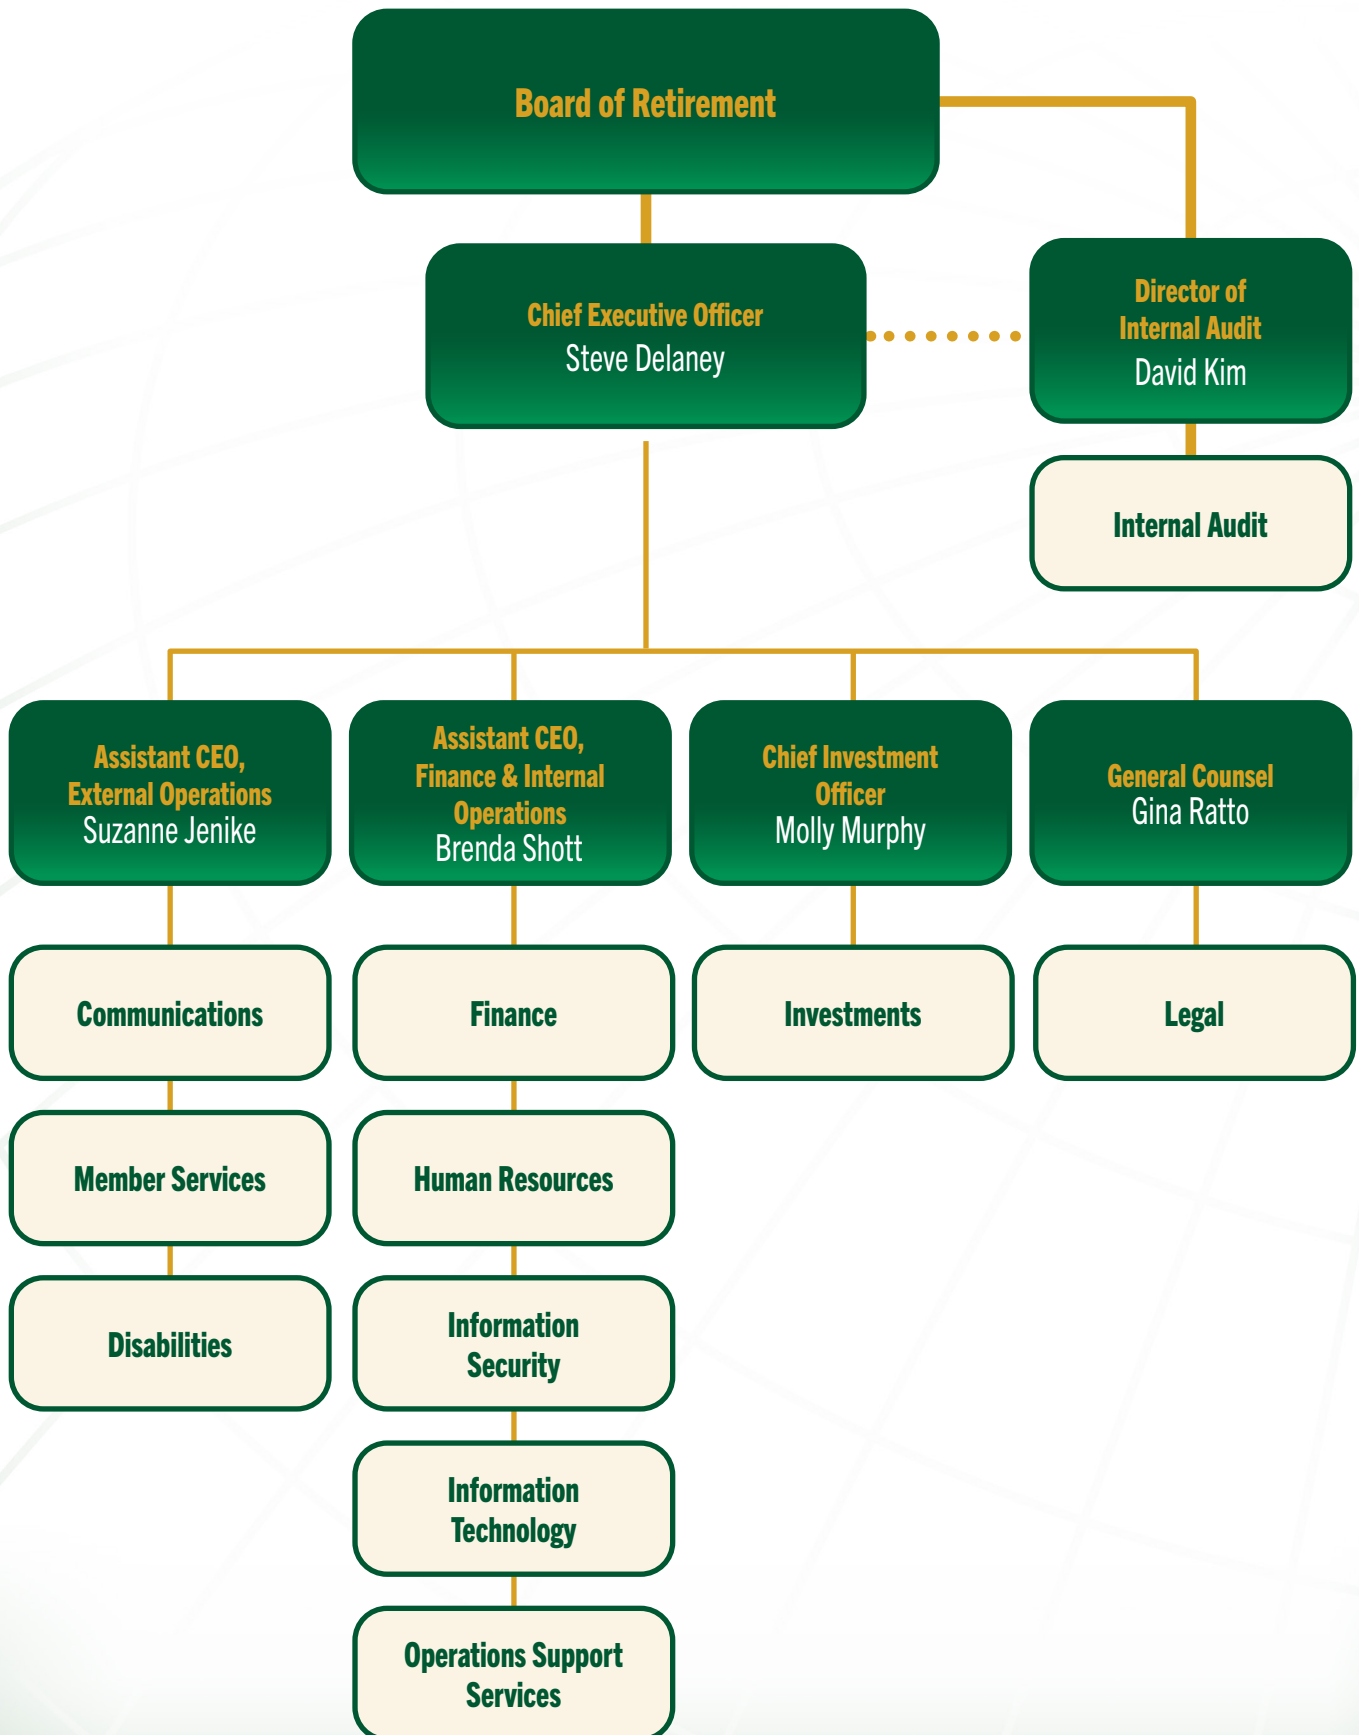 Board of Retirement
Chief Executive Officer
Steve Delaney
Director of
Internal Audit
David Kim
Internal Audit
Assistant CEO,
External Operations
Suzanne Jenike
Assistant CEO,
Finance & Internal
Operations
Brenda Shott
Chief Investment
Officer
Molly Murphy
General Counsel
Gina Ratto
Communications
Finance
Investments
Legal
Member Services
Human Resources
Disabilities
Information
Security
Information
Technology
Operations Support
Services